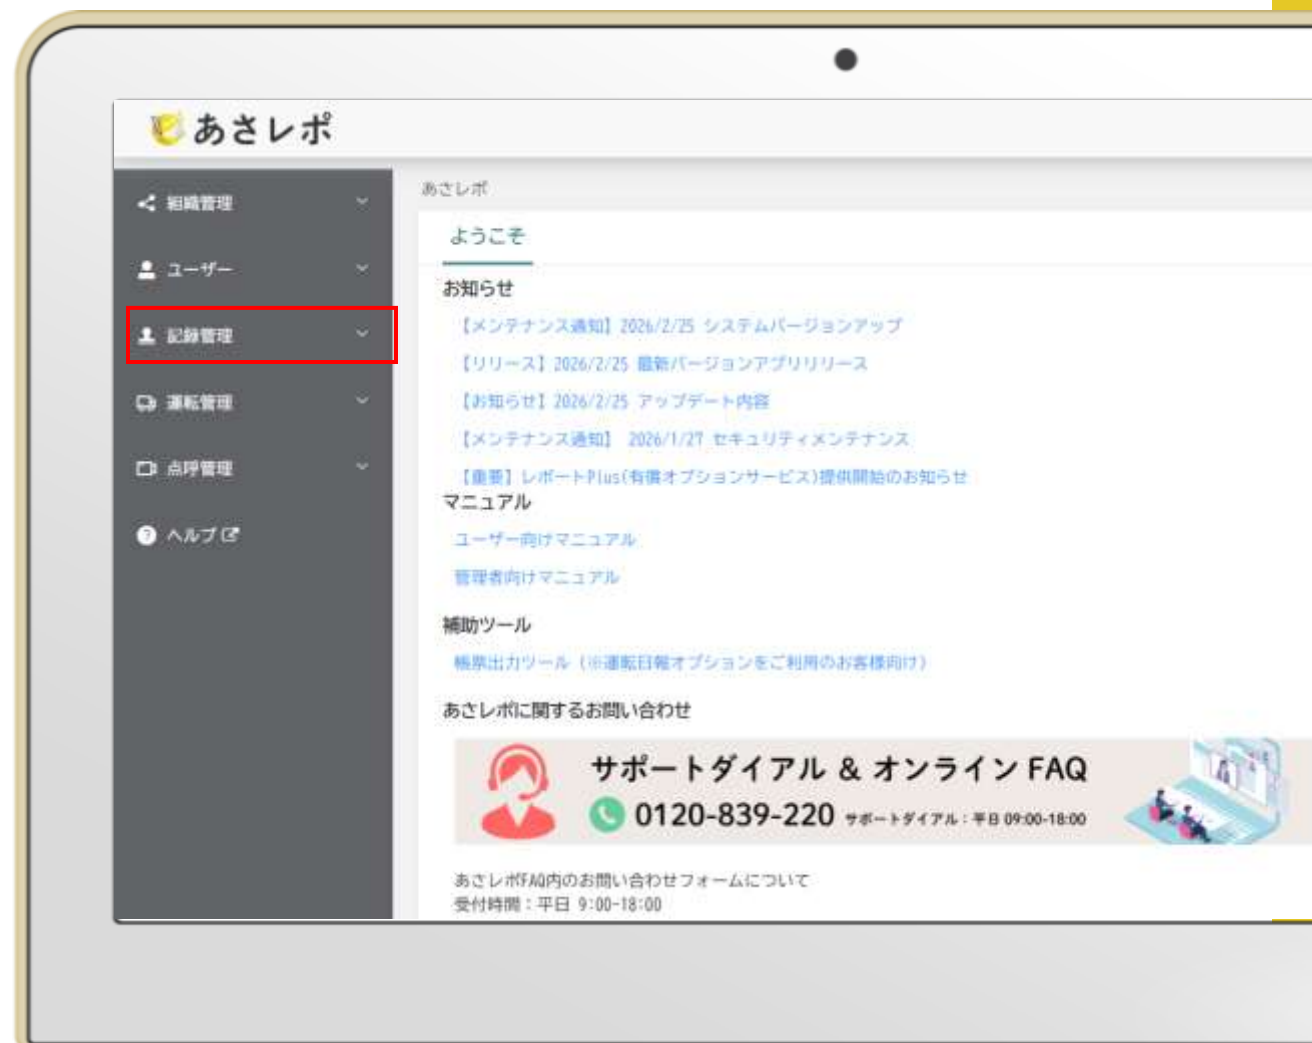 あさレポ
組織管理
ユーザー
記録管理
運転管理
点呼管理
ヘルプ
あさレポ
ようこそ
お知らせ
【メンテナンス通知】2026/2/25 システムバージョンアップ
【リリース】2026/2/25 最新バージョンアプリリリース
【お知らせ】2026/2/25 アップデート内容
【メンテナンス通知】 2026/1/27 セキュリティメンテナンス
【重要】レポートPlus(有償オプションサービス)提供開始のお知らせ
マニュアル
ユーザー向けマニュアル
管理者向けマニュアル
補助ツール
帳票出力ツール（※運転日報オプションをご利用のお客様向け）
あさレポに関するお問い合わせ
サポートダイアル & オンライン FAQ
0120-839-220 サポートダイアル：平日 09:00-18:00
あさレポFAQ内のお問い合わせフォームについて
受付時間：平日 9:00-18:00